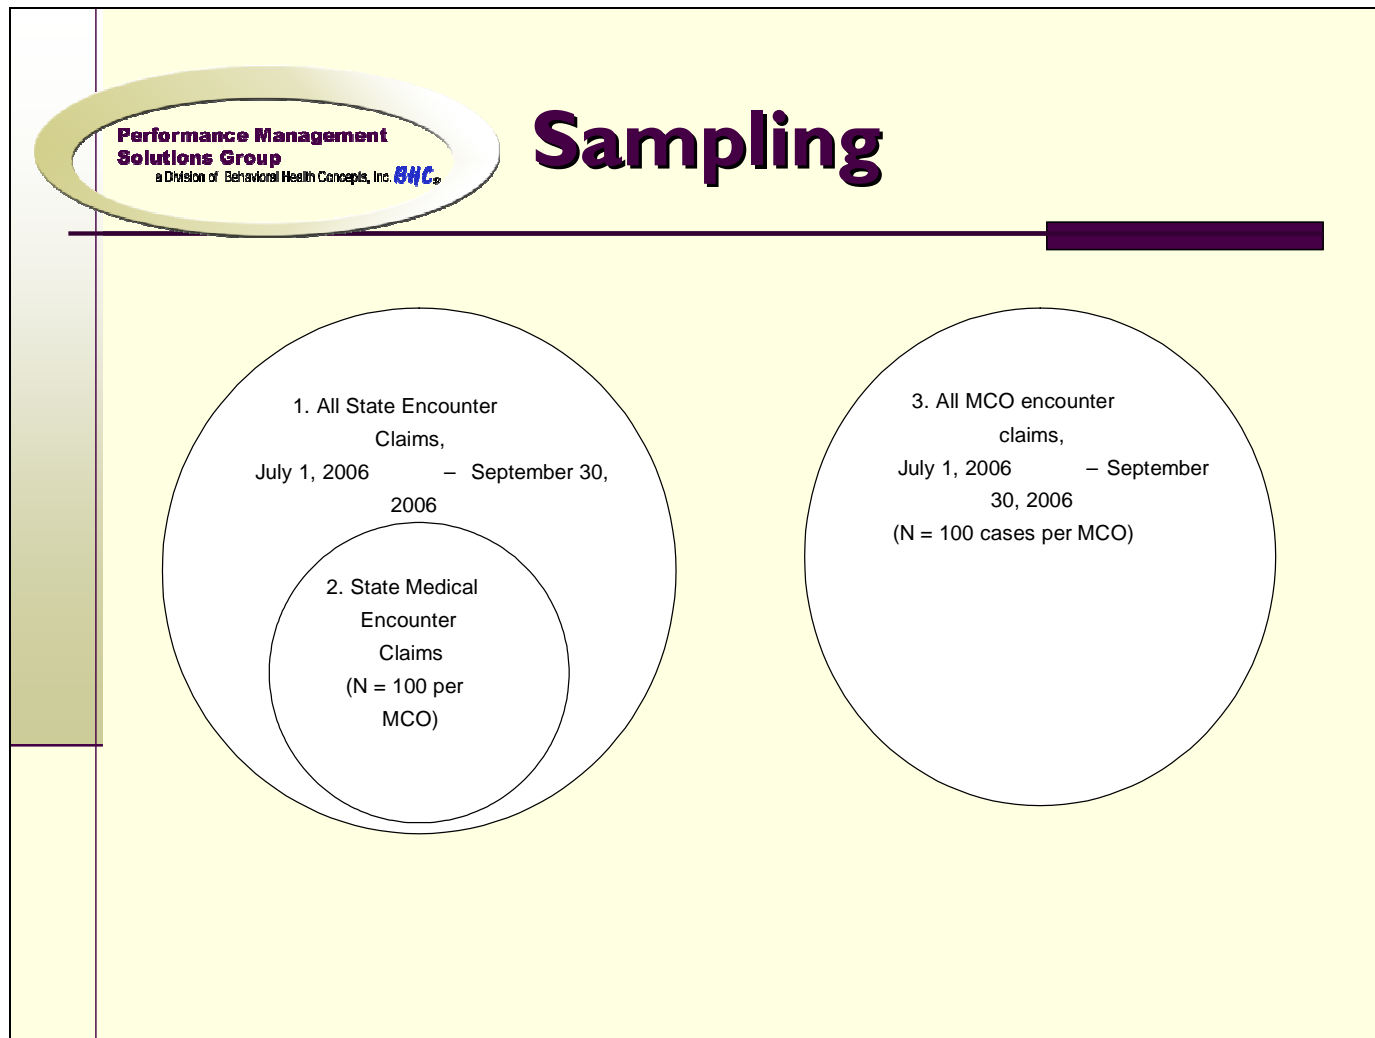 Performance Management
Solutions Group
a Division of Behavioral Health Concepts, Inc. BHC
Sampling
1. All State Encounter
Claims,
July 1, 2006 – September 30,
2006
2. State Medical
Encounter
Claims
(N = 100 per
MCO)
3. All MCO encounter
claims,
July 1, 2006 – September
30, 2006
(N = 100 cases per MCO)